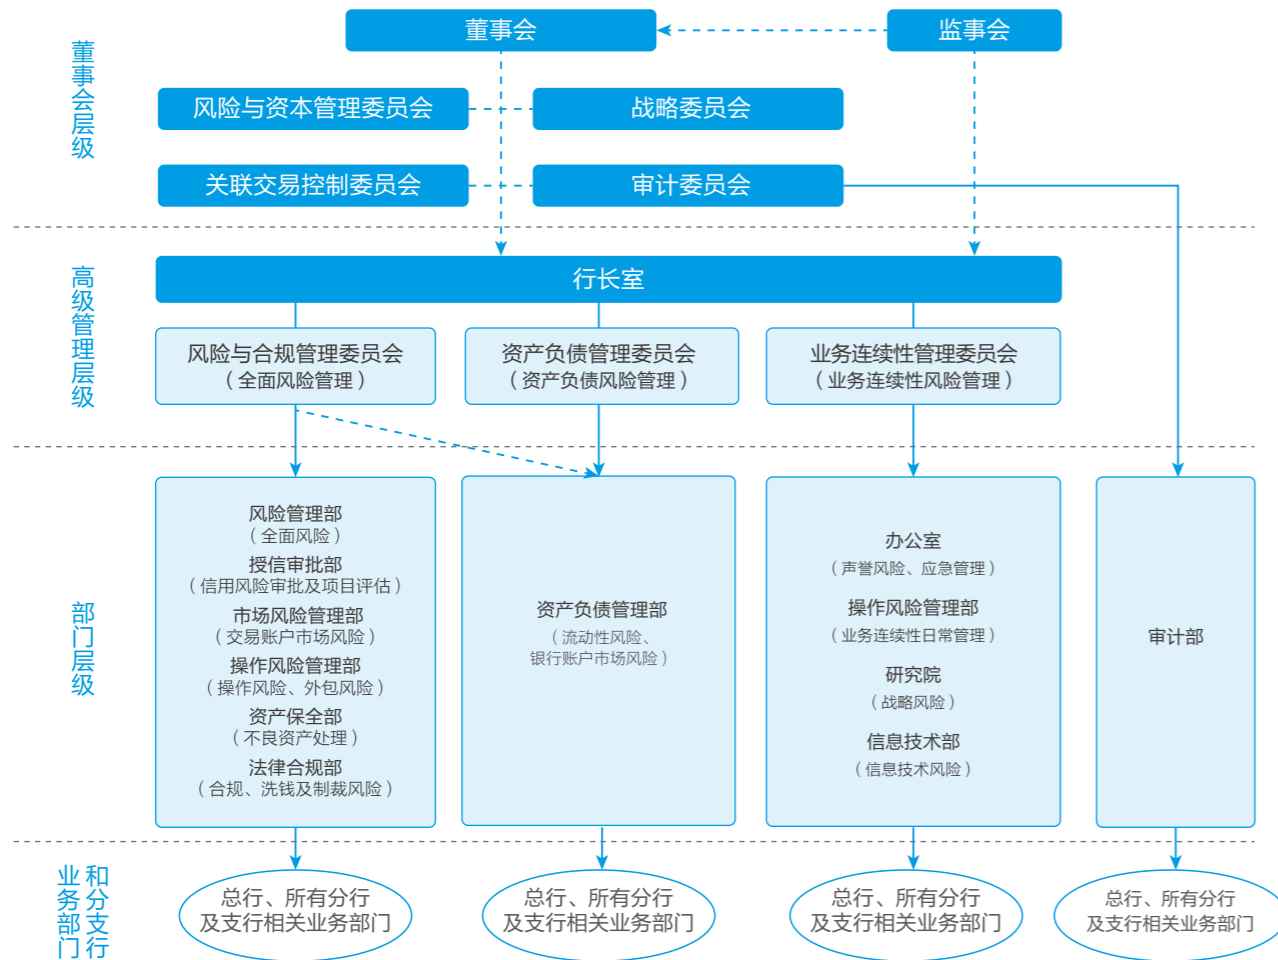 董事会层级
董事会
监事会
风险与资本管理委员会
战略委员会
关联交易控制委员会
审计委员会
高级管理层级
行长室
风险与合规管理委员会
（全面风险管理）
资产负债管理委员会
（资产负债风险管理）
业务连续性管理委员会
（业务连续性风险管理）
部门层级
风险管理部
（全面风险）
授信审批部
（信用风险审批及项目评估）
市场风险管理部
（交易账户市场风险）
操作风险管理部
（操作风险、外包风险）
资产保全部
（不良资产处理）
法律合规部
（合规、洗钱及制裁风险）
资产负债管理部
（流动性风险、
银行账户市场风险）
办公室
（声誉风险、应急管理）
操作风险管理部
（业务连续性日常管理）
研究院
（战略风险）
信息技术部
（信息技术风险）
审计部
业务部门
和分支行
总行、所有分行
及支行相关业务部门
总行、所有分行
及支行相关业务部门
总行、所有分行
及支行相关业务部门
总行、所有分行
及支行相关业务部门